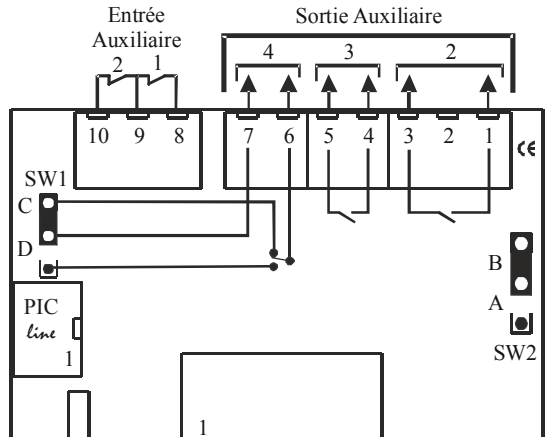 Entrée
Auxiliaire
Sortie Auxiliaire
2 1
4 3 2
10 9 8
7 6 5 4 3 2 1
CE
SW1
C
D
B
A
SW2
PIC
line
1
1